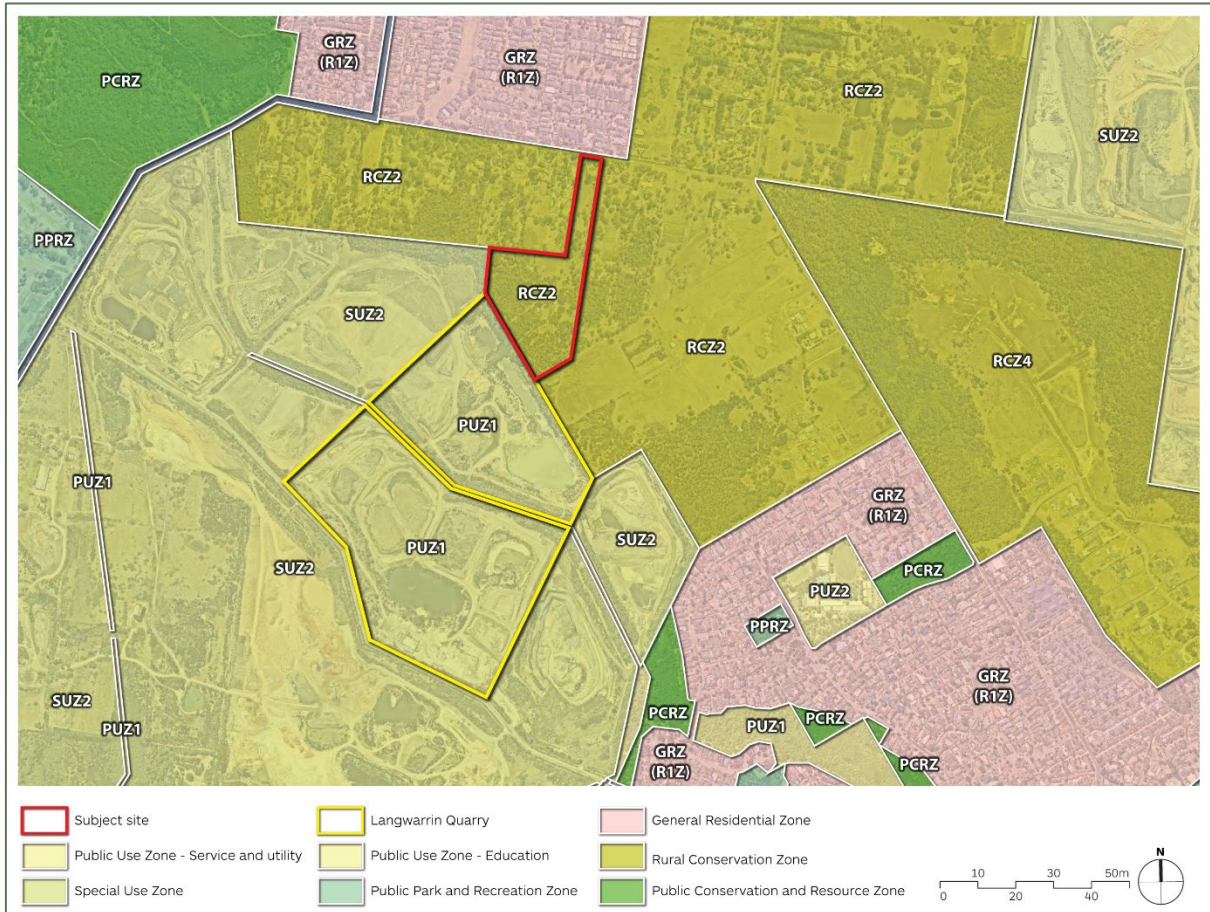 GRZ
(R1Z)
GRZ
(R1Z)
PCRZ
RCZ2
SUZ2
RCZ2
PPRZ
RCZ2
SUZ2
RCZ2
RCZ4
PUZ1
PUZ1
GRZ
(R1Z)
SUZ2
PUZ1
SUZ2
PCRZ
PUZ2
PPRZ
GRZ
(R1Z)
SUZ2
PUZ1
PCRZ
PUZ1
PCRZ
GRZ
(R1Z)
PCRZ
Subject site
Langwarrin Quarry
General Residential Zone
Public Use Zone - Service and utility
Public Use Zone - Education
Rural Conservation Zone
Special Use Zone
Public Park and Recreation Zone
Public Conservation and Resource Zone
10 30 50m
0 20 40
N